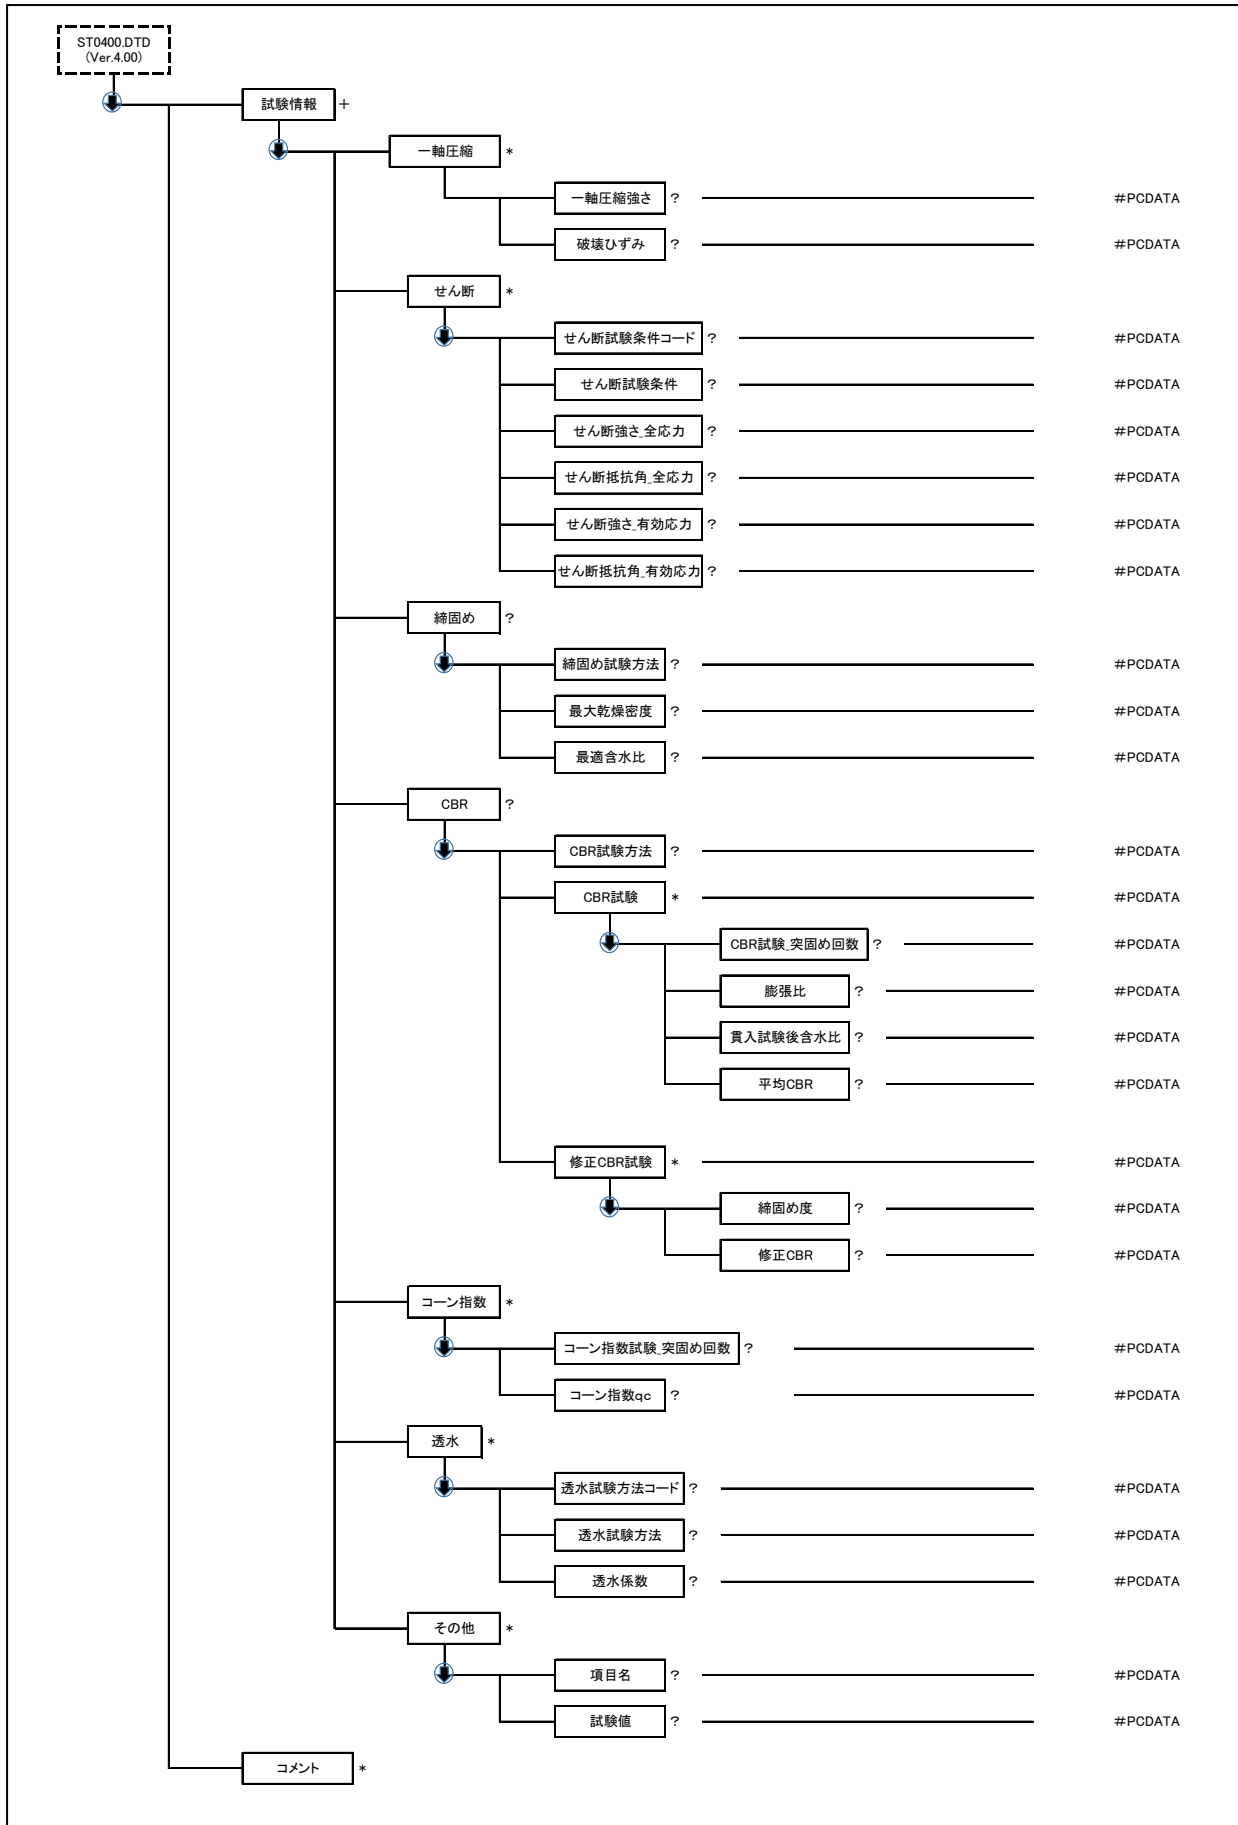 ST0400.DTD
(Ver.4.00)
試験情報 +
一軸圧縮 *
一軸圧縮強さ ? #PCDATA
破壊ひずみ ? #PCDATA
せん断 *
せん断試験条件コード ? #PCDATA
せん断試験条件 ? #PCDATA
せん断強さ_全応力 ? #PCDATA
せん断抵抗角_全応力 ? #PCDATA
せん断強さ_有効応力 ? #PCDATA
せん断抵抗角_有効応力 ? #PCDATA
締固め ?
締固め試験方法 ? #PCDATA
最大乾燥密度 ? #PCDATA
最適含水比 ? #PCDATA
CBR ?
CBR試験方法 ? #PCDATA
CBR試験 * #PCDATA
CBR試験_突固め回数 ? #PCDATA
膨張比 ? #PCDATA
貫入試験後含水比 ? #PCDATA
平均CBR ? #PCDATA
修正CBR試験 * #PCDATA
締固め度 ? #PCDATA
修正CBR ? #PCDATA
コーン指数 *
コーン指数試験_突固め回数 ? #PCDATA
コーン指数qc ? #PCDATA
透水 *
透水試験方法コード ? #PCDATA
透水試験方法 ? #PCDATA
透水係数 ? #PCDATA
その他 *
項目名 ? #PCDATA
試験値 ? #PCDATA
コメント *